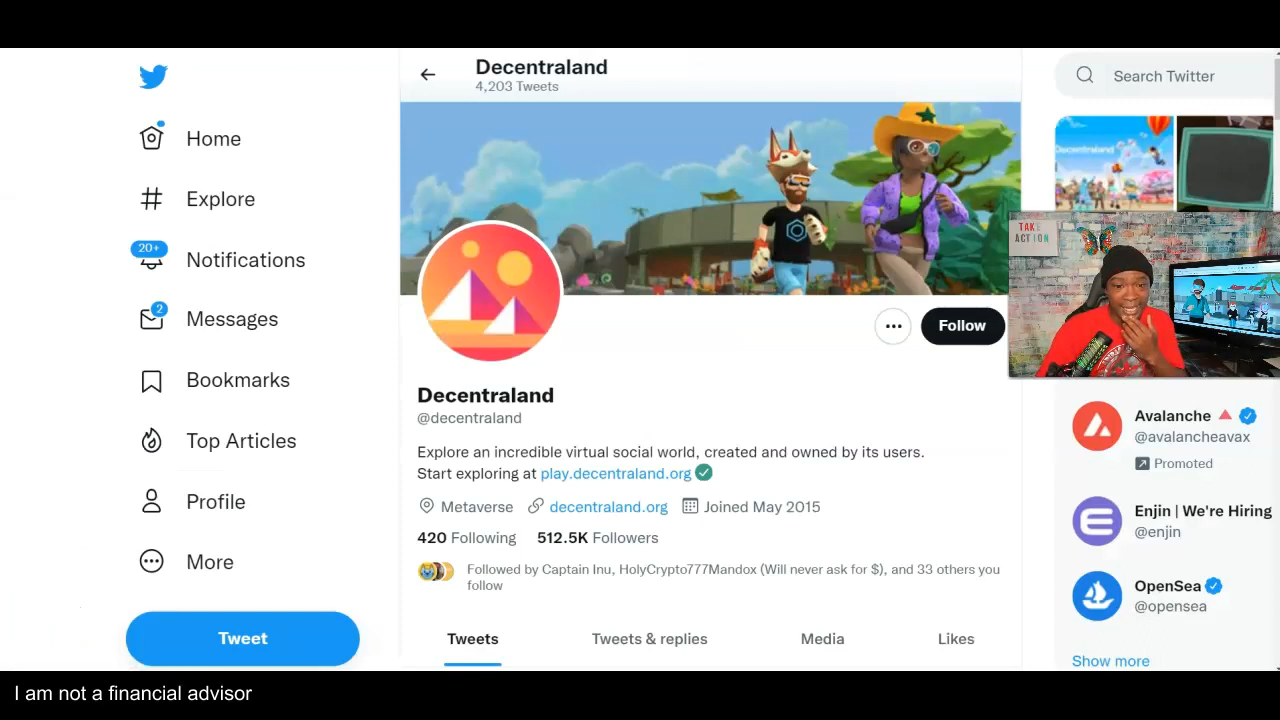 Decentraland
4,203 Tweets
Search Twitter
Home
Explore
20+
Notifications
2
Messages
Bookmarks
Top Articles
Profile
More
Tweet
Decentraland
TAKE
ACTION
Follow
Decentraland
@decentraland
Explore an incredible virtual social world, created and owned by its users.
Start exploring at play.decentraland.org
Metaverse decentraland.org Joined May 2015
420 Following 512.5K Followers
Followed by Captain Inu, HolyCrypto777Mandox (Will never ask for $), and 33 others you
follow
Tweets Tweets & replies Media Likes
Avalanche
@avalancheavax
Promoted
Enjin | We're Hiring
@enjin
OpenSea
@opensea
Show more
I am not a financial advisor